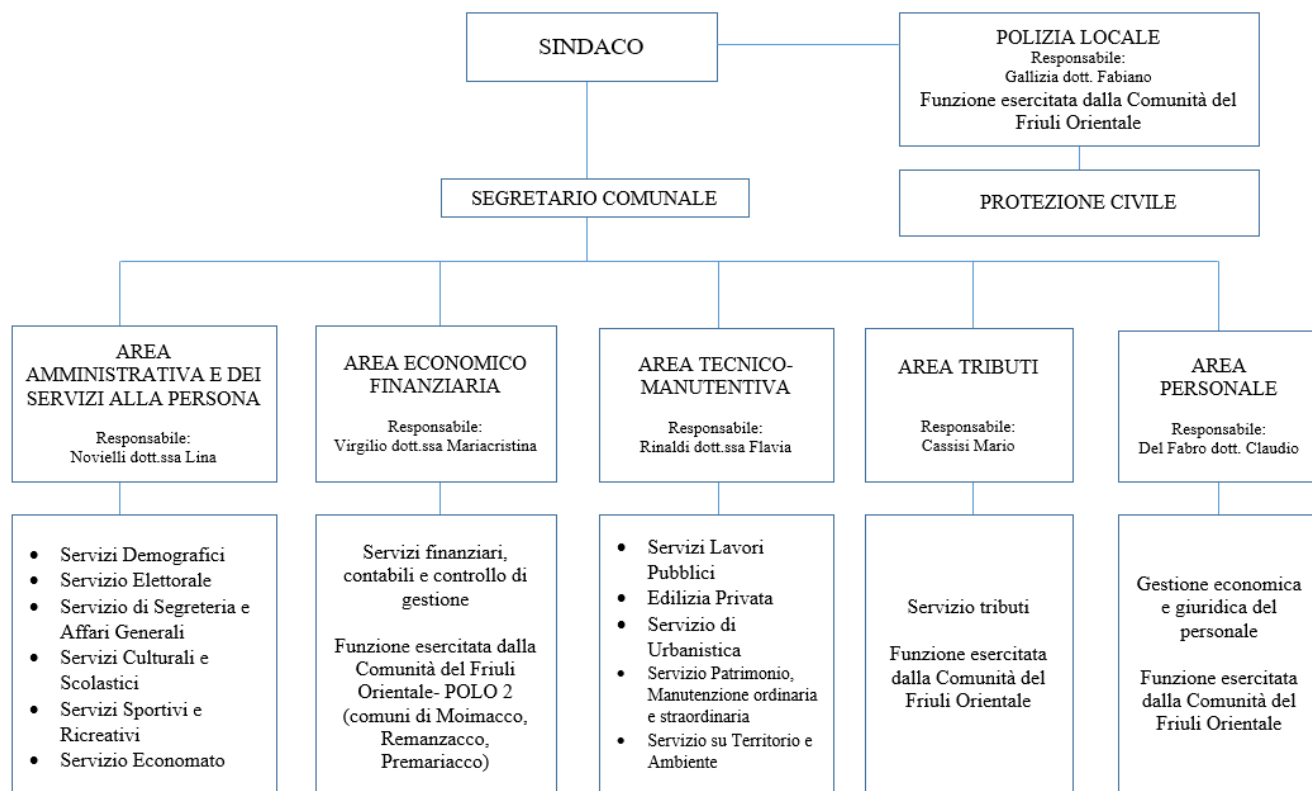 SINDACO
POLIZIA LOCALE
Responsabile:
Gallizia dott. Fabiano
Funzione esercitata dalla Comunità del
Friuli Orientale
SEGRETARIO COMUNALE
PROTEZIONE CIVILE
AREA
AMMINISTRATIVA E DEI
SERVIZI ALLA PERSONA
Responsabile:
Novielli dott.ssa Lina
AREA ECONOMICO
FINANZIARIA
Responsabile:
Virgilio dott.ssa Mariacristina
AREA TECNICO-
MANUTENTIVA
Responsabile:
Rinaldi dott.ssa Flavia
AREA TRIBUTI
Responsabile:
Cassisi Mario
AREA
PERSONALE
Responsabile:
Del Fabro dott. Claudio
• Servizi Demografici
• Servizio Elettorale
• Servizio di Segreteria e
Affari Generali
• Servizi Culturali e
Scolastici
• Servizi Sportivi e
Ricreativi
• Servizio Economato
Servizi finanziari,
contabili e controllo di
gestione
Funzione esercitata dalla
Comunità del Friuli
Orientale- POLO 2
(comuni di Moimacco,
Remanzacco,
Premariacco)
• Servizi Lavori
Pubblici
• Edilizia Privata
• Servizio di
Urbanistica
• Servizio Patrimonio,
Manutenzione ordinaria
e straordinaria
• Servizio su Territorio e
Ambiente
Servizio tributi
Funzione esercitata
dalla Comunità del
Friuli Orientale
Gestione economica
e giuridica del
personale
Funzione esercitata
dalla Comunità del
Friuli Orientale